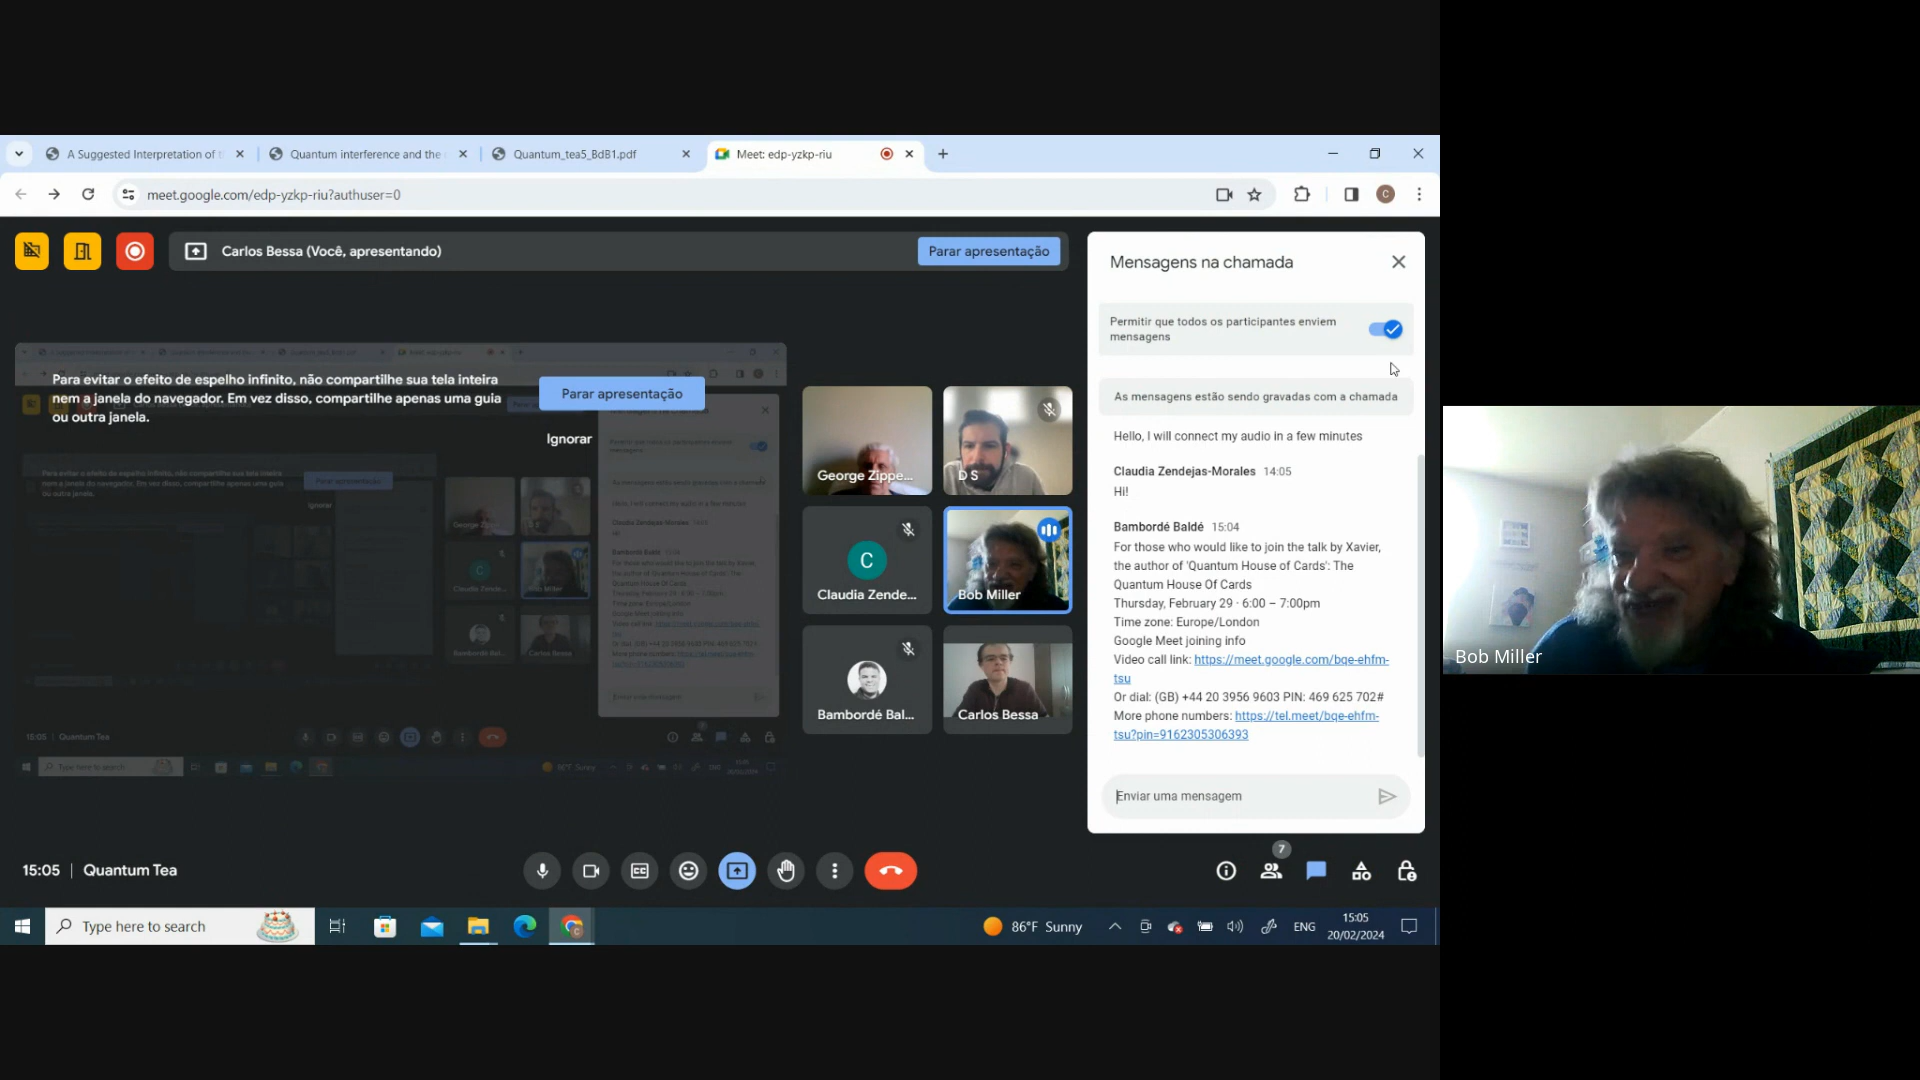 A Suggested Interpretation of t
Quantum interference and the
Quantum_tea5_BdB1.pdf
Meet: edp-yzkp-riu
meet.google.com/edp-yzkp-riu?authuser=0
C
Carlos Bessa (Você, apresentando)
Parar apresentação
Para evitar o efeito de espelho infinito, não compartilhe sua tela inteira
nem a janela do navegador. Em vez disso, compartilhe apenas uma guia
ou outra janela.
Parar apresentação
Ignorar
George Zippe...
D S
C
Claudia Zende...
Bob Miller
Bambordé Bal...
Carlos Bessa
Mensagens na chamada
Permitir que todos os participantes enviem
mensagens
As mensagens estão sendo gravadas com a chamada
Hello, I will connect my audio in a few minutes
Claudia Zendejas-Morales 14:05
Hi!
Bambordé Baldé 15:04
For those who would like to join the talk by Xavier,
the author of 'Quantum House of Cards': The
Quantum House Of Cards
Thursday, February 29 · 6:00 – 7:00pm
Time zone: Europe/London
Google Meet joining info
Video call link: https://meet.google.com/bqe-ehfm-
tsu
Or dial: (GB) +44 20 3956 9603 PIN: 469 625 702#
More phone numbers: https://tel.meet/bqe-ehfm-
tsu?pin=9162305306393
Enviar uma mensagem
15:05 | Quantum Tea
CC
7
Type here to search
86°F Sunny
ENG
15:05
20/02/2024
Bob Miller